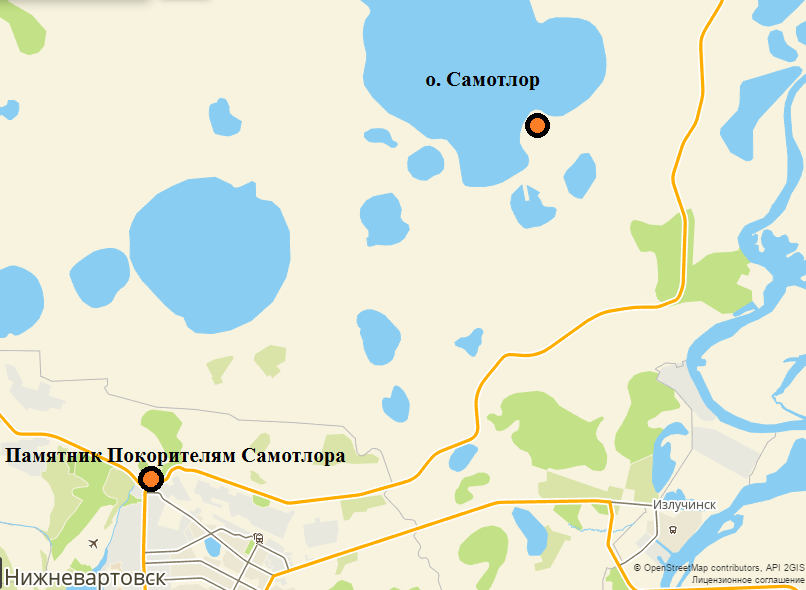 о. Самотлор
Памятник Покорителям Самотлора
Излучинск
© OpenStreetMap contributors, API 2GIS
Лицензионное соглашение
Нижневартовск